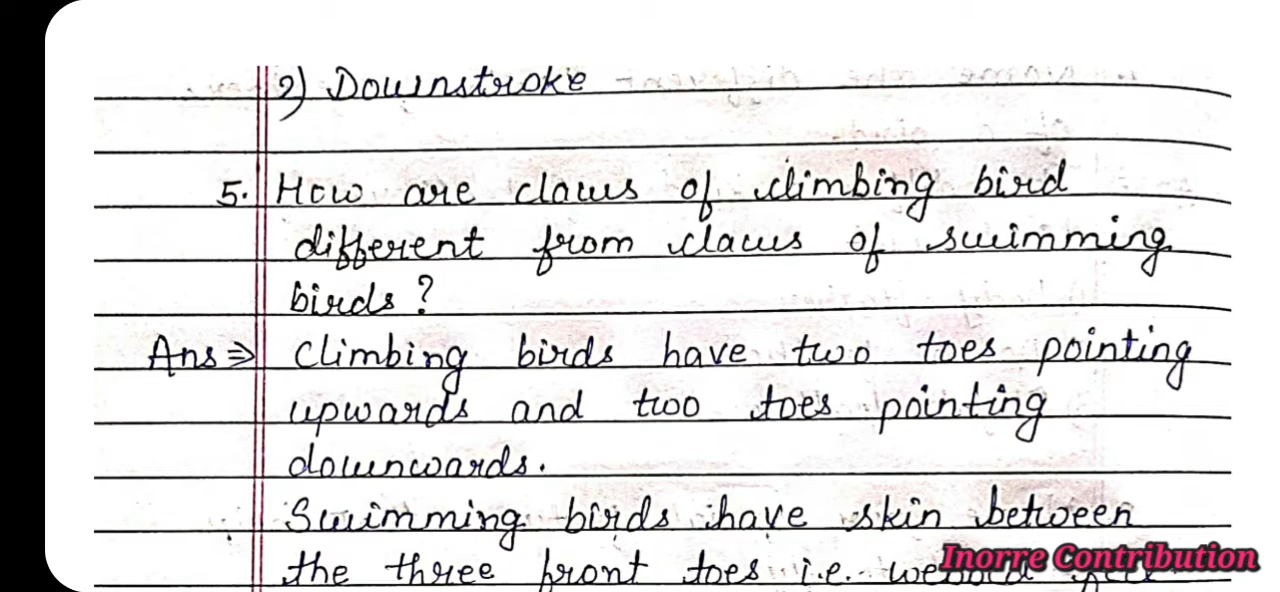 2) Downstroke
5. How are claws of climbing bird
different from claws of swimming
birds?
Ans ⇒ Climbing birds have two toes pointing
upwards and two toes pointing
downwards.
Swimming birds have skin between
the three front toes i.e.
Inorre Contribution